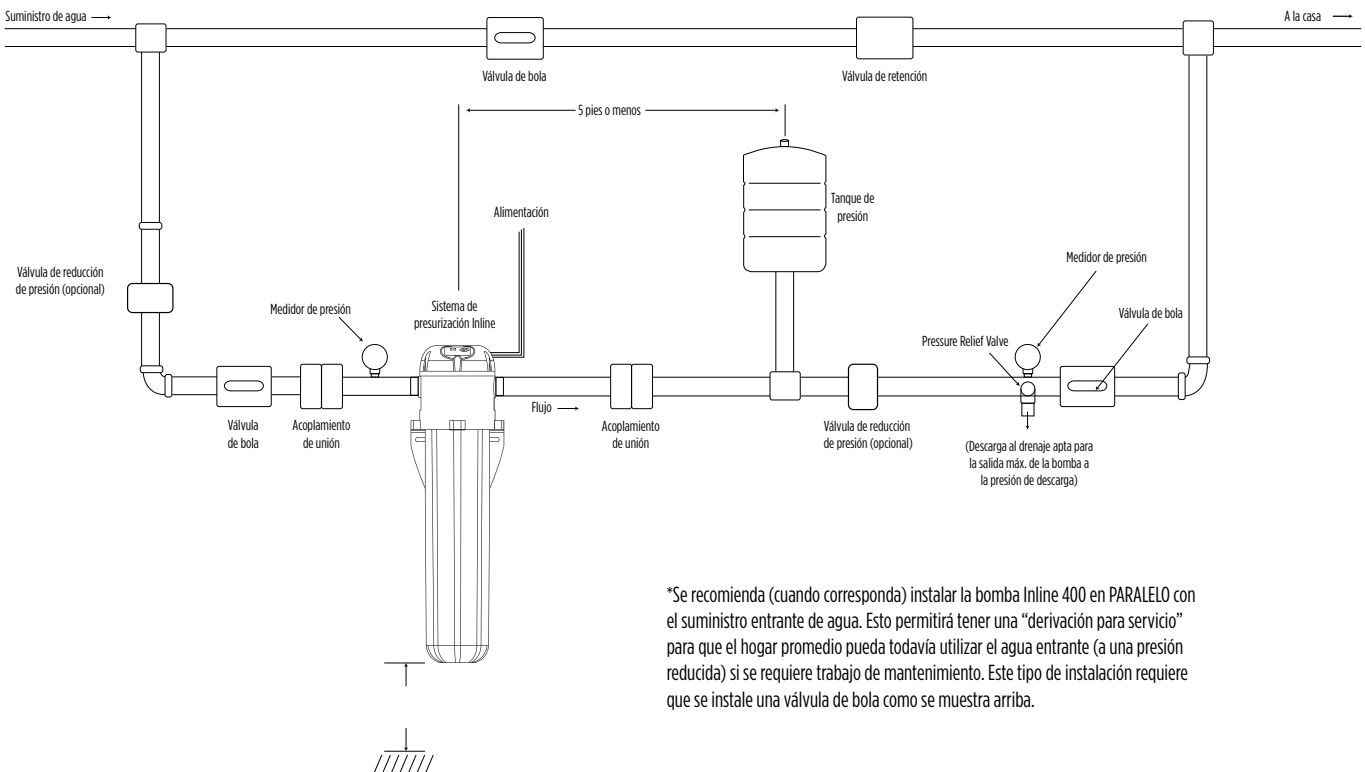 Suministro de agua
A la casa
Válvula de bola
Válvula de retención
5 pies o menos
Tanque de
presión
Alimentación
Válvula de reducción
de presión (opcional)
Medidor de presión
Sistema de
presurización Inline
Medidor de presión
Válvula de bola
Pressure Relief Valve
Flujo
Válvula
de bola
Acoplamiento
de unión
Acoplamiento
de unión
Válvula de reducción
de presión (opcional)
(Descarga al drenaje apta para
la salida máx. de la bomba a
la presión de descarga)
*Se recomienda (cuando corresponda) instalar la bomba Inline 400 en PARALELO con
el suministro entrante de agua. Esto permitirá tener una “derivación para servicio”
para que el hogar promedio pueda todavía utilizar el agua entrante (a una presión
reducida) si se requiere trabajo de mantenimiento. Este tipo de instalación requiere
que se instale una válvula de bola como se muestra arriba.